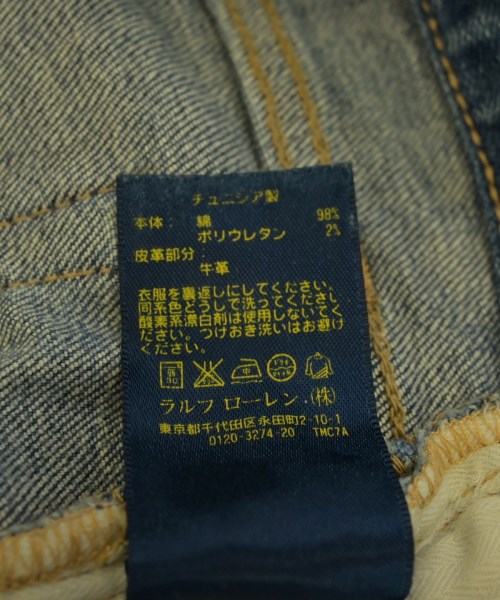 チュニジア製
本体: 綿 98%
ポリウレタン 2%
皮革部分:
牛革
衣服を裏返しにしてください。
同系色どうしで洗ってください。
酸素系漂白剤は使用しないでく
ださい。つけおき洗いはお避け
ください。
ラルフ ローレン.(株)
東京都千代田区永田町2-10-1
0120-3274-20 TMC7A